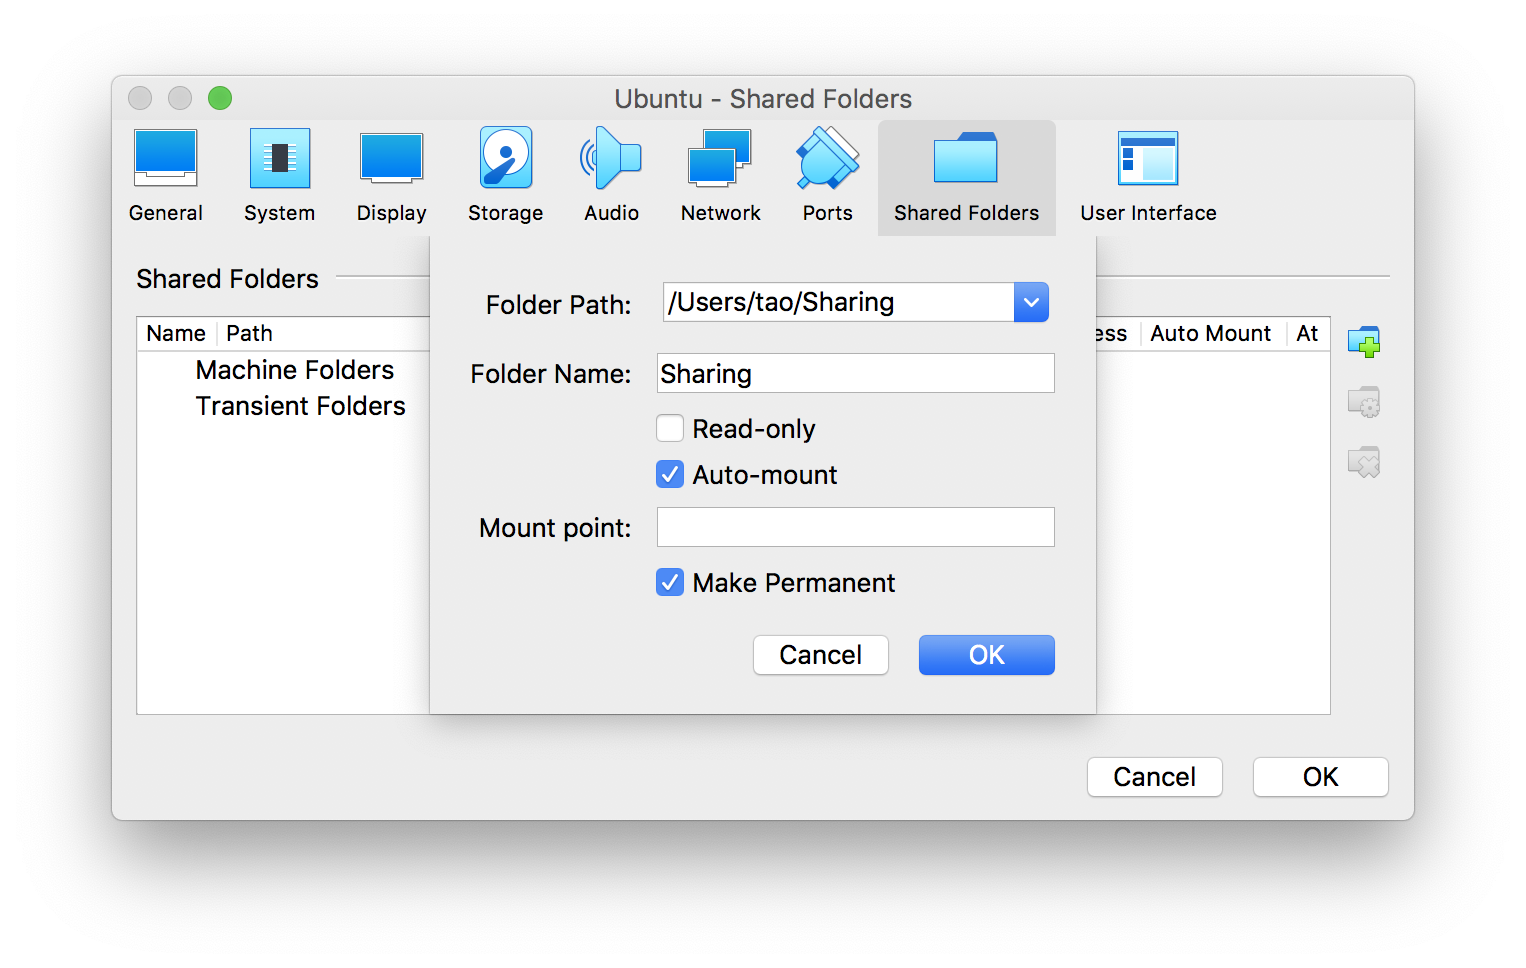 Ubuntu - Shared Folders
General System Display Storage Audio Network Ports Shared Folders User Interface
Shared Folders
Folder Path: /Users/tao/Sharing
Name Path
Auto Mount At
Machine Folders
Folder Name: Sharing
Transient Folders
Read-only
Auto-mount
Mount point:
Make Permanent
Cancel OK
Cancel OK